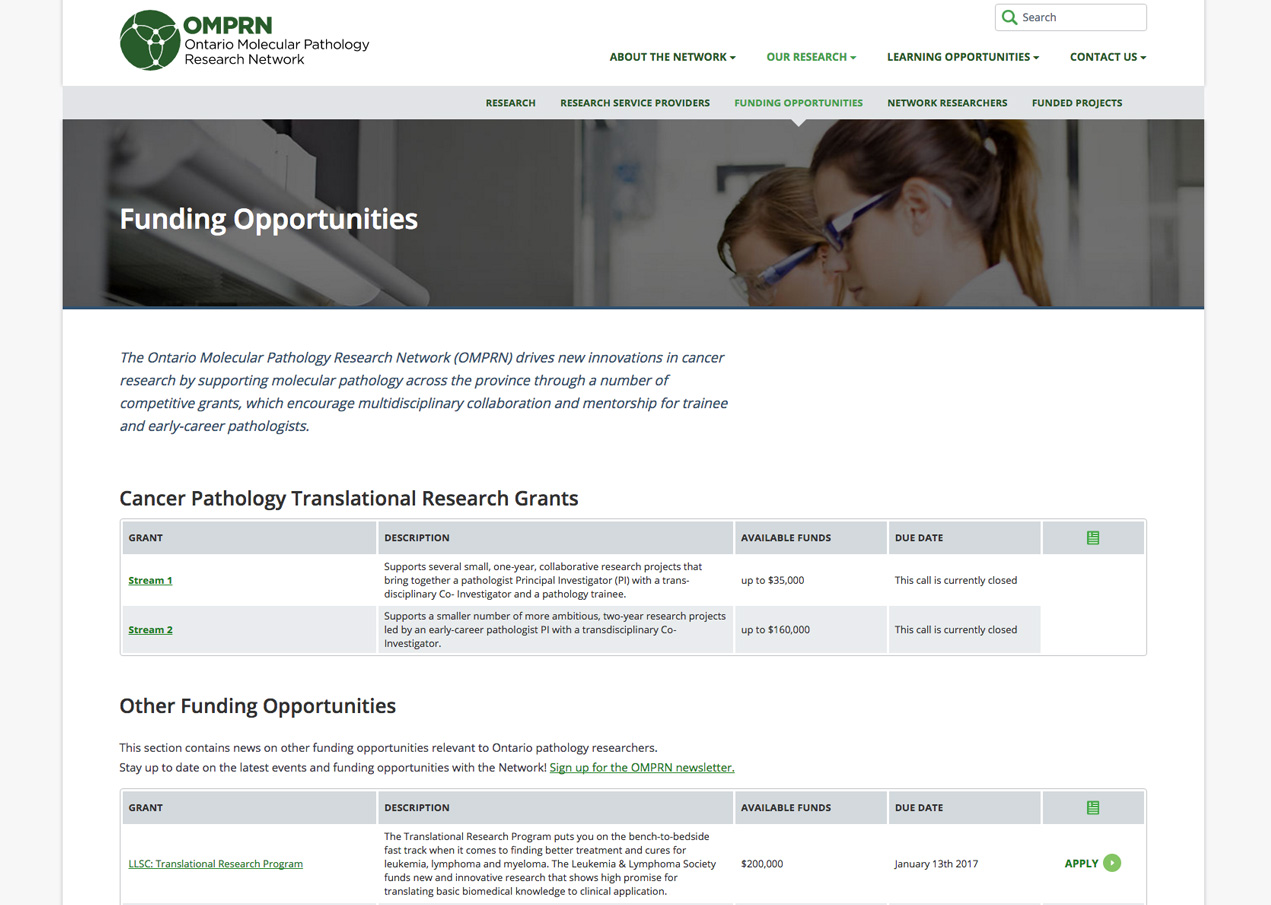 OMPRN
Ontario Molecular Pathology
Research Network
Search
ABOUT THE NETWORK
OUR RESEARCH
LEARNING OPPORTUNITIES
CONTACT US
RESEARCH
RESEARCH SERVICE PROVIDERS
FUNDING OPPORTUNITIES
NETWORK RESEARCHERS
FUNDED PROJECTS
Funding Opportunities
The Ontario Molecular Pathology Research Network (OMPRN) drives new innovations in cancer
research by supporting molecular pathology across the province through a number of
competitive grants, which encourage multidisciplinary collaboration and mentorship for trainee
and early-career pathologists.
Cancer Pathology Translational Research Grants
GRANT
DESCRIPTION
AVAILABLE FUNDS
DUE DATE
Stream 1
Supports several small, one-year, collaborative research projects that
bring together a pathologist Principal Investigator (PI) with a trans-
disciplinary Co- Investigator and a pathology trainee.
up to $35,000
This call is currently closed
Stream 2
Supports a smaller number of more ambitious, two-year research projects
led by an early-career pathologist PI with a transdisciplinary Co-
Investigator.
up to $160,000
This call is currently closed
Other Funding Opportunities
This section contains news on other funding opportunities relevant to Ontario pathology researchers.
Stay up to date on the latest events and funding opportunities with the Network! Sign up for the OMPRN newsletter.
GRANT
DESCRIPTION
AVAILABLE FUNDS
DUE DATE
LLSC: Translational Research Program
The Translational Research Program puts you on the bench-to-bedside
fast track when it comes to finding better treatment and cures for
leukemia, lymphoma and myeloma. The Leukemia & Lymphoma Society
funds new and innovative research that shows high promise for
translating basic biomedical knowledge to clinical application.
$200,000
January 13th 2017
APPLY